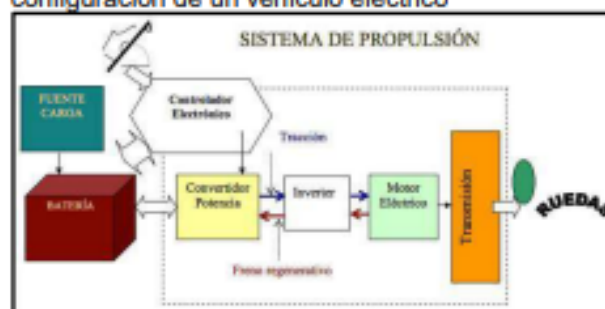 configuración de un vehículo eléctrico
SISTEMA DE PROPULSIÓN
FUENTE
CARGA
Controlador
Electrónico
Tracción
BATERÍA
Convertidor
Potencia
Inverter
Motor
Eléctrico
Transmisión
RUEDAS
Freno regenerativo